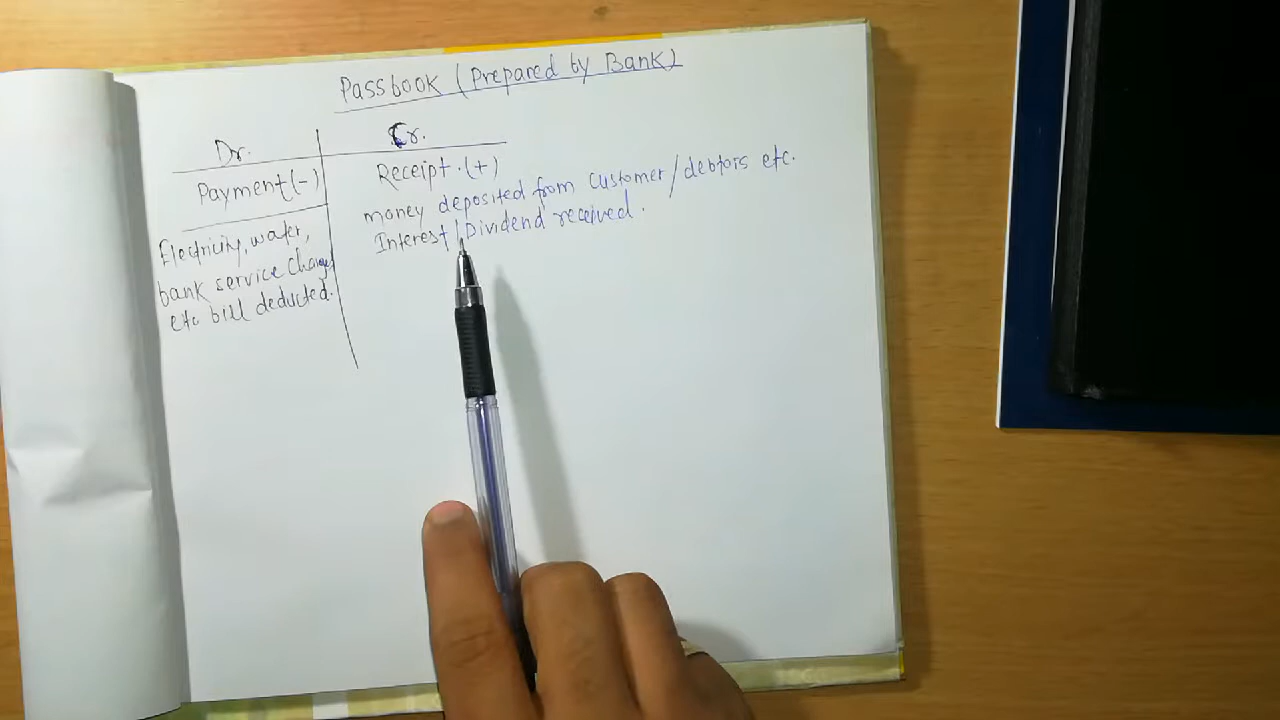 Passbook (Prepared by Bank)
Dr.
Cr.
Payment (-)
Receipt. (+)
Electricity, water,
bank service charges
etc bill deducted.
money deposited from customer/debtors etc.
Interest/Dividend received.